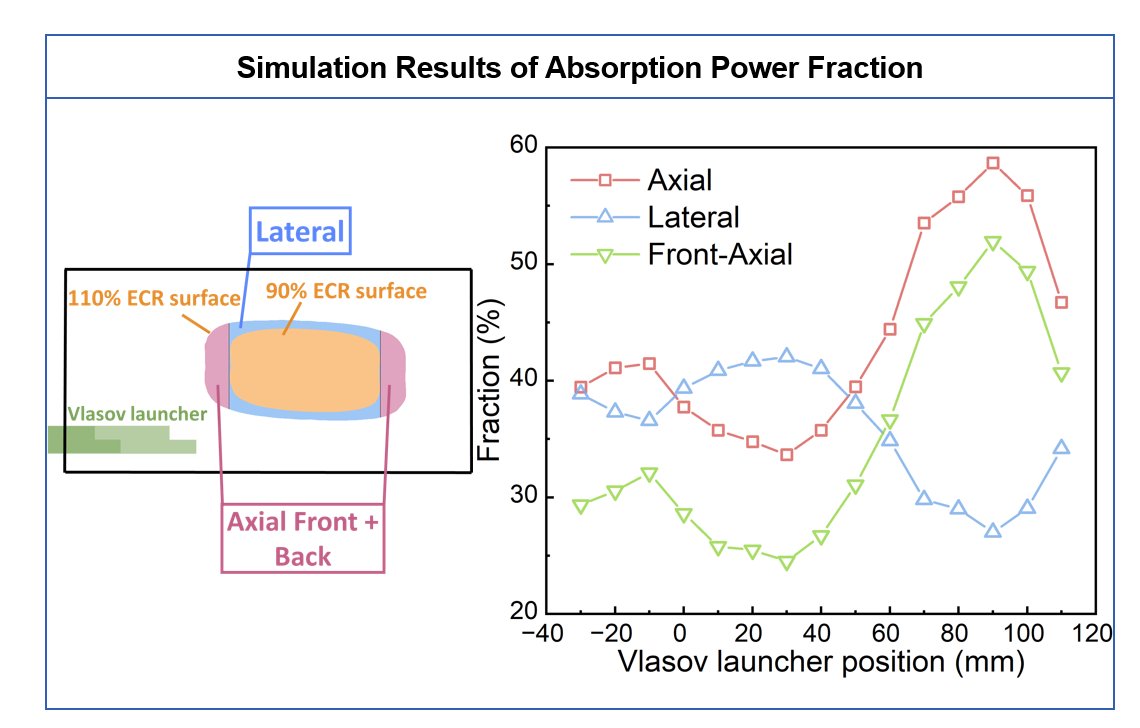 Simulation Results of Absorption Power Fraction
Lateral
110% ECR surface
90% ECR surface
Vlasov launcher
Axial Front +
Back
Fraction (%)
60
50
40
30
20
Axial
Lateral
Front-Axial
−40
−20
0
20
40
60
80
100
120
Vlasov launcher position (mm)